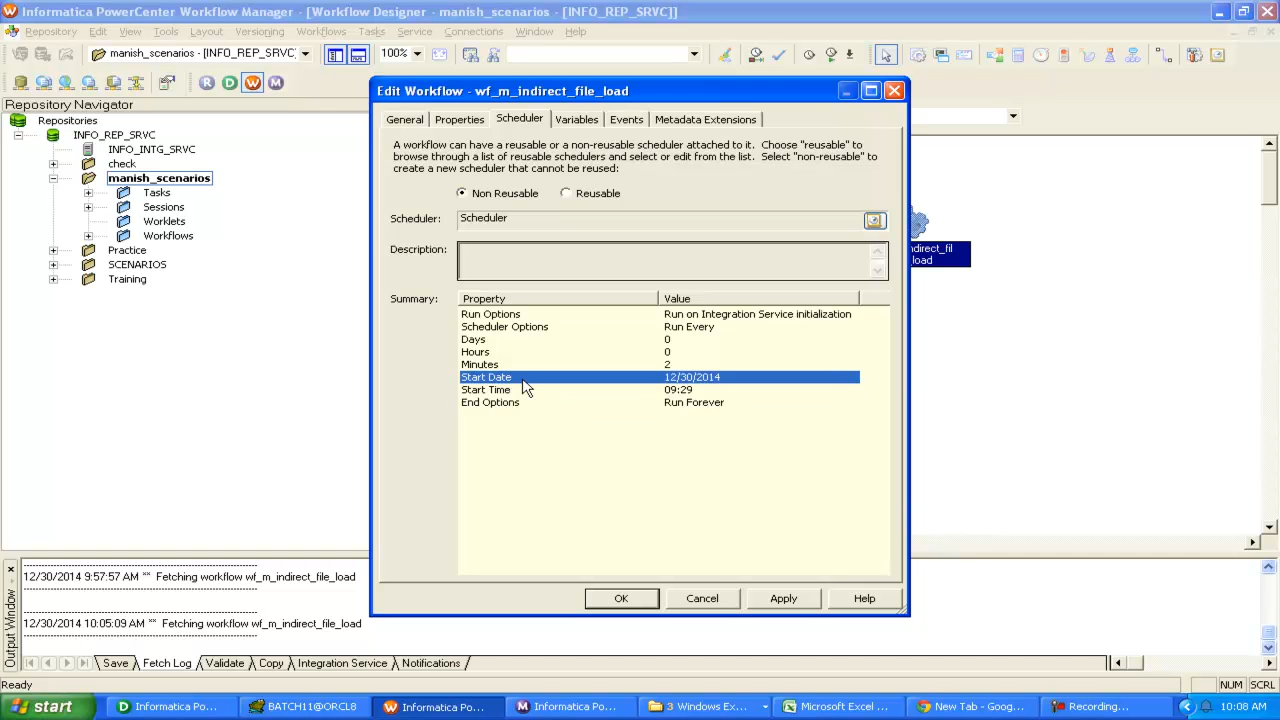 Informatica PowerCenter Workflow Manager - [Workflow Designer - manish_scenarios - [INFO_REP_SRVC]]
Repository Edit View Tools Layout Versioning Workflows Tasks Service Connections Window Help
manish_scenarios - [INFO_REP_SRVC] 100%
R D W M
Repository Navigator
Repositories
INFO_REP_SRVC
INFO_INTG_SRVC
check
manish_scenarios
Tasks
Sessions
Worklets
Workflows
Practice
SCENARIOS
Training
Edit Workflow - wf_m_indirect_file_load
General Properties Scheduler Variables Events Metadata Extensions
A workflow can have a reusable or a non-reusable scheduler attached to it. Choose "reusable" to
browse through a list of reusable schedulers and select or edit from the list. Select "non-reusable" to
create a new scheduler that cannot be reused:
Non Reusable Reusable
Scheduler: Scheduler
Description:
Summary: Property Value
Run Options Run on Integration Service initialization
Scheduler Options Run Every
Days 0
Hours 0
Minutes 2
Start Date 12/30/2014
Start Time 09:29
End Options Run Forever
OK Cancel Apply Help
ndirect_fil
load
Output Window
12/30/2014 9:57:57 AM ** Fetching workflow wf_m_indirect_file_load
12/30/2014 10:05:09 AM ** Fetching workflow wf_m_indirect_file_load
Save Fetch Log Validate Copy Integration Service Notifications
Ready NUM SCRL
start Informatica Po... BATCH11@ORCL8 Informatica Po... Informatica Po... 3 Windows Ex... Microsoft Excel ... New Tab - Goog... Recording... 10:08 AM